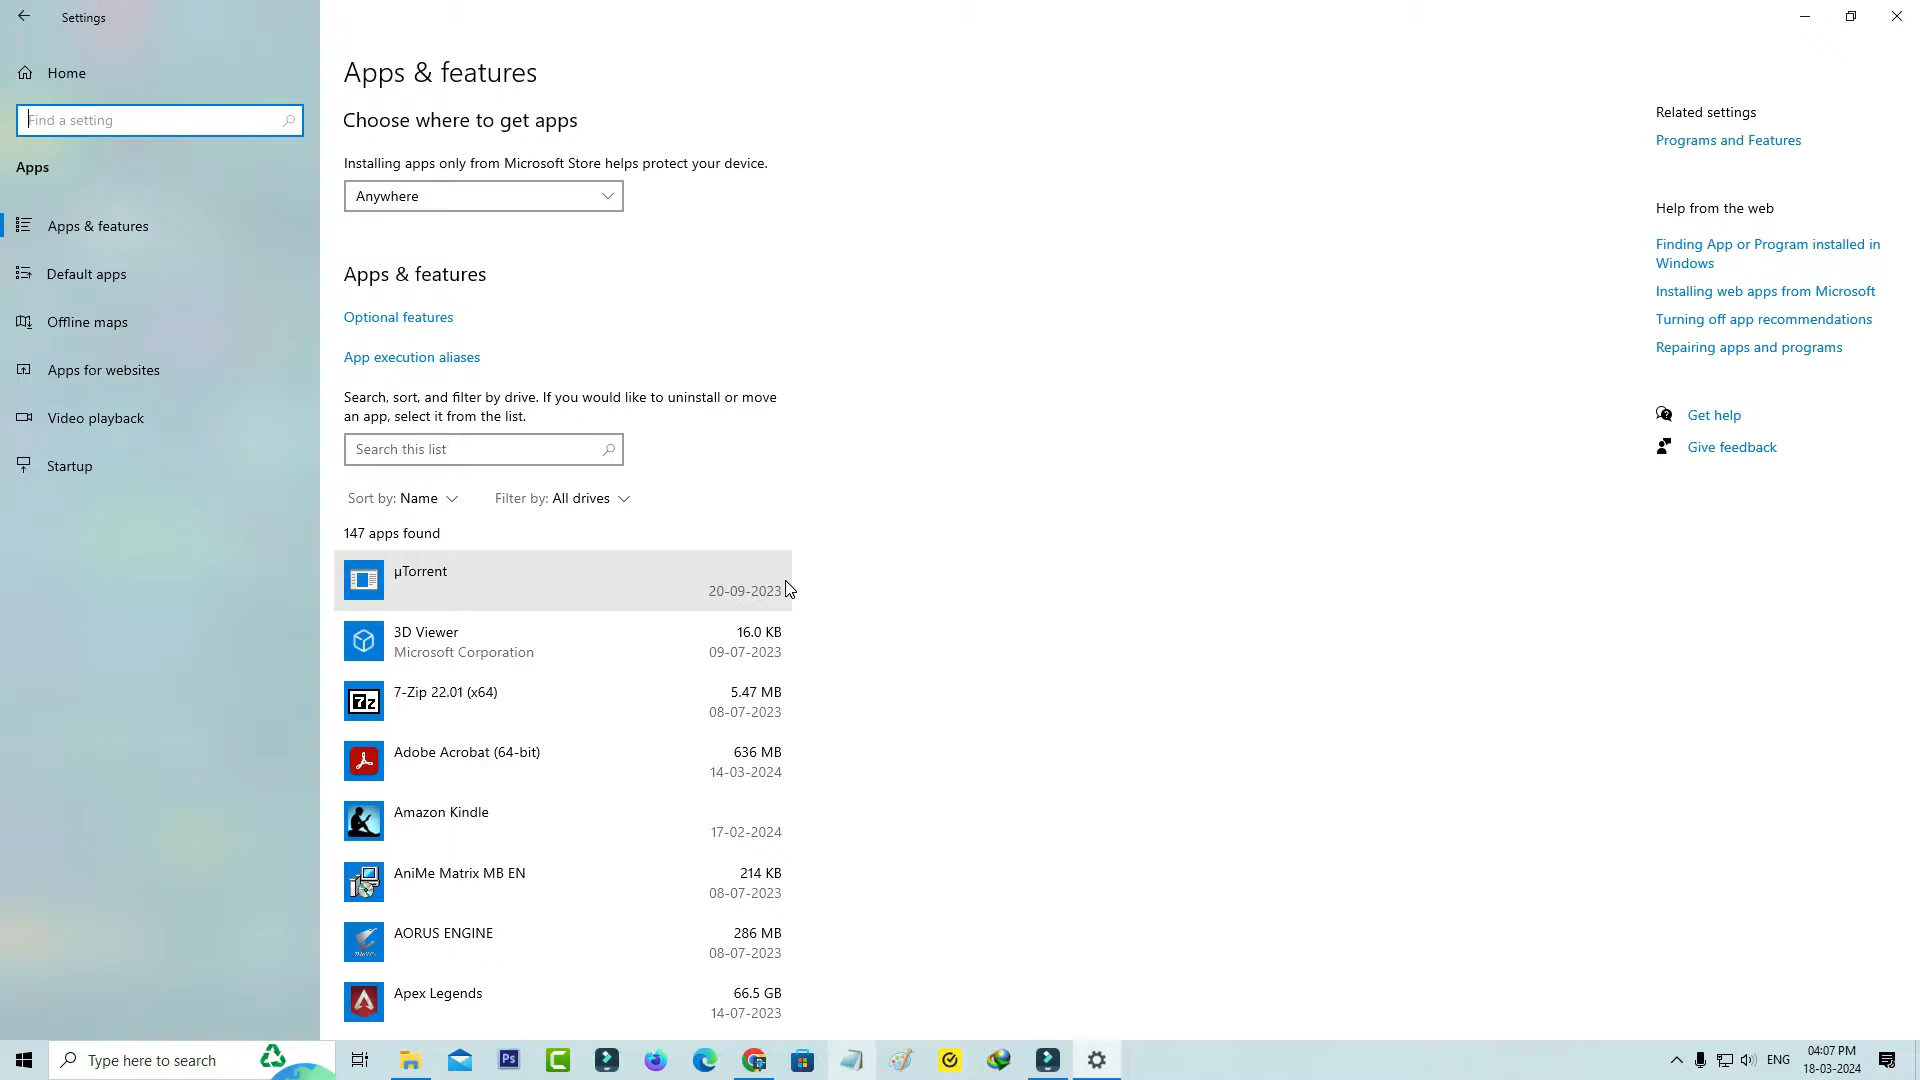 Settings
Home
Find a setting
Apps
Apps & features
Default apps
Offline maps
Apps for websites
Video playback
Startup
Apps & features
Choose where to get apps
Installing apps only from Microsoft Store helps protect your device.
Anywhere
Apps & features
Optional features
App execution aliases
Search, sort, and filter by drive. If you would like to uninstall or move
an app, select it from the list.
Search this list
Sort by: Name Filter by: All drives
147 apps found
µTorrent
20-09-2023
3D Viewer 16.0 KB
Microsoft Corporation 09-07-2023
7-Zip 22.01 (x64) 5.47 MB
08-07-2023
Adobe Acrobat (64-bit) 636 MB
14-03-2024
Amazon Kindle
17-02-2024
AniMe Matrix MB EN 214 KB
08-07-2023
AORUS ENGINE 286 MB
08-07-2023
Apex Legends 66.5 GB
14-07-2023
Related settings
Programs and Features
Help from the web
Finding App or Program installed in
Windows
Installing web apps from Microsoft
Turning off app recommendations
Repairing apps and programs
Get help
Give feedback
Type here to search
Ps
ENG
04:07 PM
18-03-2024